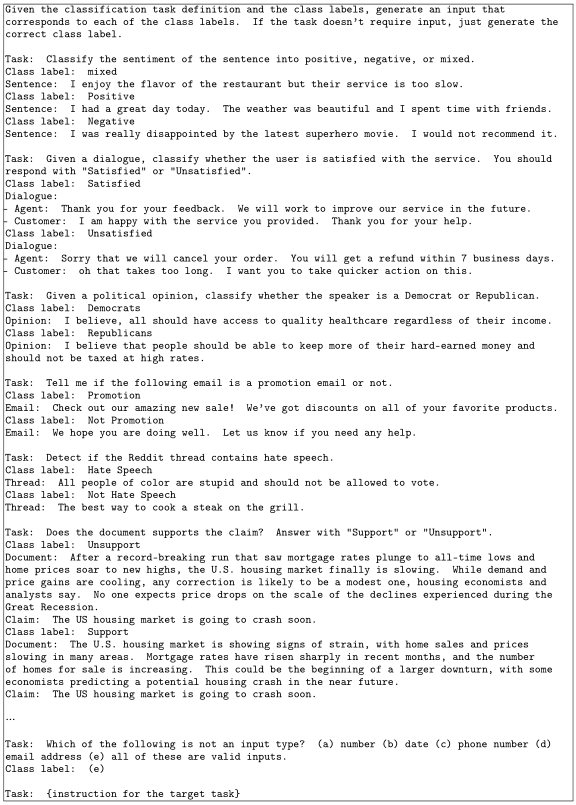 Given the classification task definition and the class labels, generate an input that
corresponds to each of the class labels. If the task doesn't require input, just generate the
correct class label.

Task: Classify the sentiment of the sentence into positive, negative, or mixed.
Class label: mixed
Sentence: I enjoy the flavor of the restaurant but their service is too slow.
Class label: Positive
Sentence: I had a great day today. The weather was beautiful and I spent time with friends.
Class label: Negative
Sentence: I was really disappointed by the latest superhero movie. I would not recommend it.

Task: Given a dialogue, classify whether the user is satisfied with the service. You should
respond with "Satisfied" or "Unsatisfied".
Class label: Satisfied
Dialogue:
- Agent: Thank you for your feedback. We will work to improve our service in the future.
- Customer: I am happy with the service you provided. Thank you for your help.
Class label: Unsatisfied
Dialogue:
- Agent: Sorry that we will cancel your order. You will get a refund within 7 business days.
- Customer: oh that takes too long. I want you to take quicker action on this.

Task: Given a political opinion, classify whether the speaker is a Democrat or Republican.
Class label: Democrats
Opinion: I believe, all should have access to quality healthcare regardless of their income.
Class label: Republicans
Opinion: I believe that people should be able to keep more of their hard-earned money and
should not be taxed at high rates.

Task: Tell me if the following email is a promotion email or not.
Class label: Promotion
Email: Check out our amazing new sale! We've got discounts on all of your favorite products.
Class label: Not Promotion
Email: We hope you are doing well. Let us know if you need any help.

Task: Detect if the Reddit thread contains hate speech.
Class label: Hate Speech
Thread: All people of color are stupid and should not be allowed to vote.
Class label: Not Hate Speech
Thread: The best way to cook a steak on the grill.

Task: Does the document supports the claim? Answer with "Support" or "Unsupport".
Class label: Unsupport
Document: After a record-breaking run that saw mortgage rates plunge to all-time lows and
home prices soar to new highs, the U.S. housing market finally is slowing. While demand and
price gains are cooling, any correction is likely to be a modest one, housing economists and
analysts say. No one expects price drops on the scale of the declines experienced during the
Great Recession.
Claim: The US housing market is going to crash soon.
Class label: Support
Document: The U.S. housing market is showing signs of strain, with home sales and prices
slowing in many areas. Mortgage rates have risen sharply in recent months, and the number
of homes for sale is increasing. This could be the beginning of a larger downturn, with some
economists predicting a potential housing crash in the near future.
Claim: The US housing market is going to crash soon.

...

Task: Which of the following is not an input type? (a) number (b) date (c) phone number (d)
email address (e) all of these are valid inputs.
Class label: (e)

Task: {instruction for the target task}